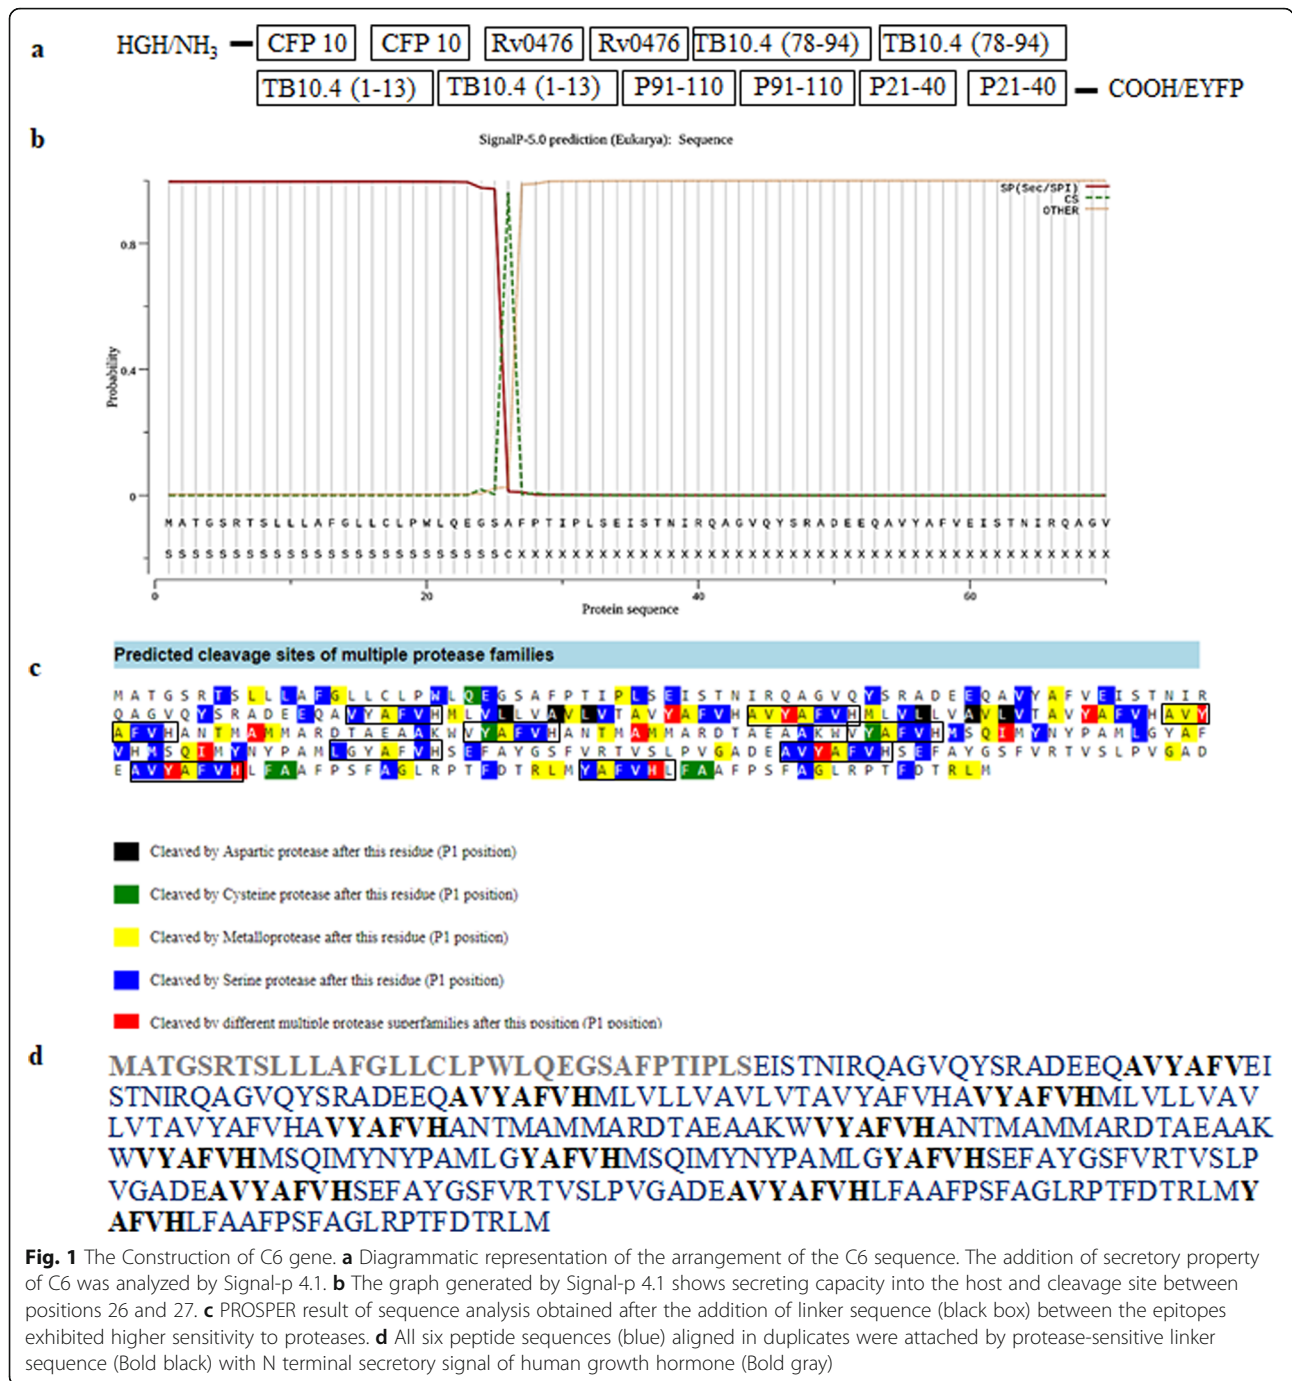 a
HGH/NH3 CFP 10 CFP 10 Rv0476 Rv0476 TB10.4 (78-94) TB10.4 (78-94)
TB10.4 (1-13) TB10.4 (1-13) P91-110 P91-110 P21-40 P21-40 COOH/EYFP
b
SignalP-5.0 prediction (Eukarya): Sequence
SP(Sec/SPI)
CS
OTHER
0.8
0.4
0
Probability
M A T G S R T S L L L A F G L L C L P W L Q E G S A F P T I P L S E I S T N I R Q A G V Q Y S R A D E E Q A V Y A F V E I S T N I R Q A G V
S S S S S S S S S S S S S S S S S S S S S S S S S C X X X X X X X X X X X X X X X X X X X X X X X X X X X X X X X X X X X X X X X X X X X X
0 20 40 60
Protein sequence
c
Predicted cleavage sites of multiple protease families
M A T G S R T S L L L A F G L L C L P W L Q E G S A F P T I P L S E I S T N I R Q A G V Q Y S R A D E E Q A V Y A F V E I S T N I R
Q A G V Q Y S R A D E E Q A V Y A F V H M L V L L V A V L V T A V Y A F V H A V Y A F V H M L V L L V A V L V T A V Y A F V H A V Y
A F V H A N T M A M M A R D T A E A A K W V Y A F V H A N T M A M M A R D T A E A A K W V Y A F V H M S Q I M Y N Y P A M L G Y A F
V H M S Q I M Y N Y P A M L G Y A F V H S E F A Y G S F V R T V S L P V G A D E A V Y A F V H S E F A Y G S F V R T V S L P V G A D
E A V Y A F V H L F A A F P S F A G L R P T F D T R L M Y A F V H L F A A F P S F A G L R P T F D T R L M
Cleaved by Aspartic protease after this residue (P1 position)
Cleaved by Cysteine protease after this residue (P1 position)
Cleaved by Metalloprotease after this residue (P1 position)
Cleaved by Serine protease after this residue (P1 position)
Cleaved by different multiple protease superfamilies after this position (P1 position)
d
MATGSRTSLLLAFGLLCLPWLQEGSAFPTIPLSEISTNIRQAGVQYSRADEEQAVYAFVEI
STNIRQAGVQYSRADEEQAVYAFVHMLVLLVAVLVTAVYAFVHAVYAFVHMLVLLVAV
LVTAVYAFVHAVYAFVHANTMAMMARDTAEAAKWVYAFVHANTMAMMARDTAEAAK
WVYAFVHMSQIMYNYPAMLGYAFVHMSQIMYNYPAMLGYAFVHSEFAYGSFVRTVSLP
VGADEAVYAFVHSEFAYGSFVRTVSLPVGADEAVYAFVHLFAAFPSFAGLRPTFDTRLMY
AFVHLFAAFPSFAGLRPTFDTRLM
Fig. 1 The Construction of C6 gene. a Diagrammatic representation of the arrangement of the C6 sequence. The addition of secretory property
of C6 was analyzed by Signal-p 4.1. b The graph generated by Signal-p 4.1 shows secreting capacity into the host and cleavage site between
positions 26 and 27. c PROSPER result of sequence analysis obtained after the addition of linker sequence (black box) between the epitopes
exhibited higher sensitivity to proteases. d All six peptide sequences (blue) aligned in duplicates were attached by protease-sensitive linker
sequence (Bold black) with N terminal secretory signal of human growth hormone (Bold gray)